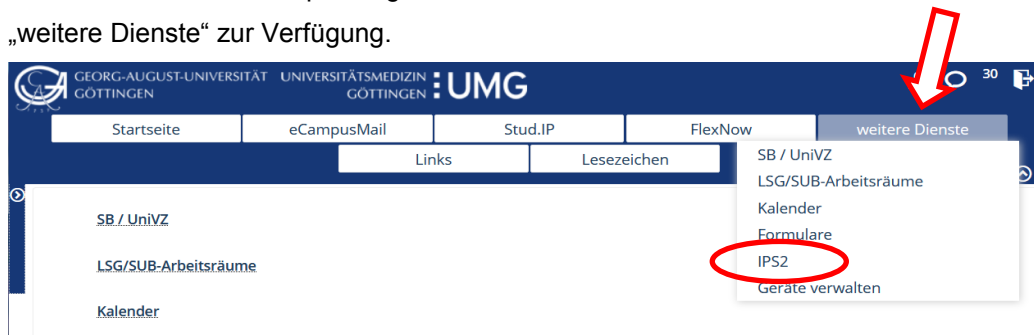 „weitere Dienste“ zur Verfügung.
GEORG-AUGUST-UNIVERSITÄT UNIVERSITÄTSMEDIZIN
GÖTTINGEN GÖTTINGEN : UMG
30
Startseite eCampusMail Stud.IP FlexNow weitere Dienste
Links Lesezeichen
SB / UniVZ
LSG/SUB-Arbeitsräume
Kalender
Formulare
IPS2
Geräte verwalten
SB / UniVZ
LSG/SUB-Arbeitsräume
Kalender